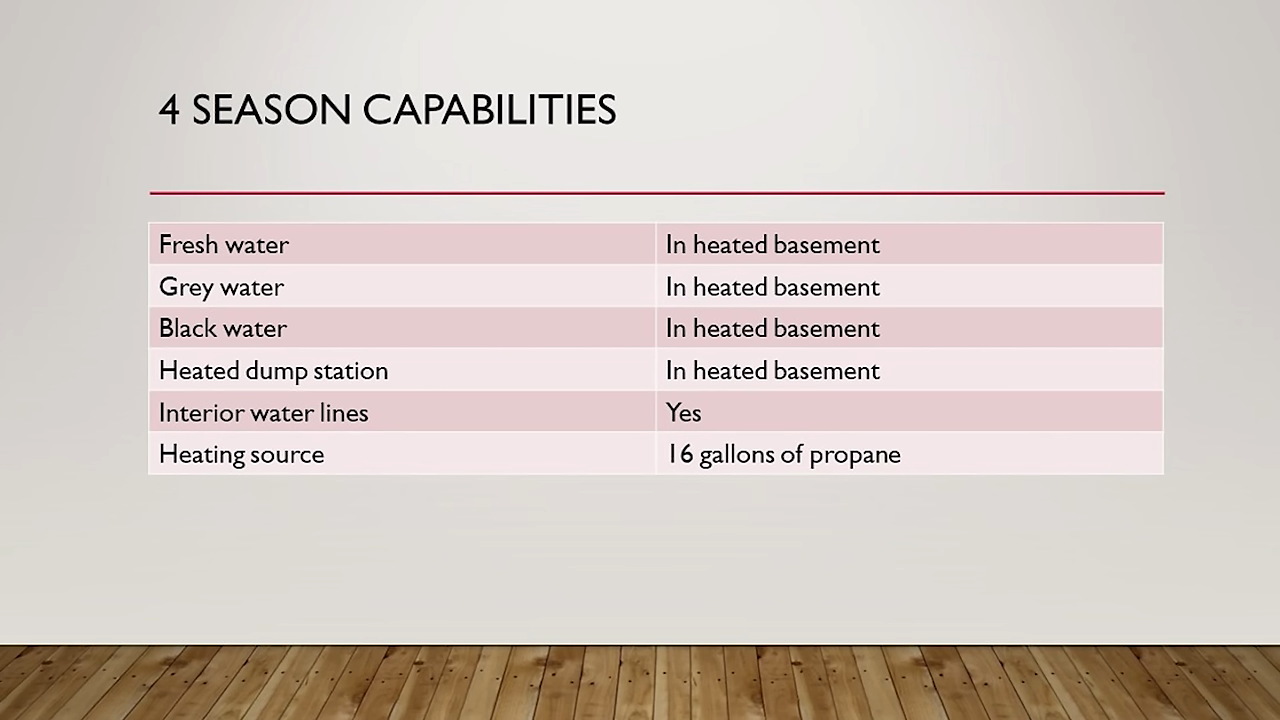 4 SEASON CAPABILITIES
Fresh water In heated basement
Grey water In heated basement
Black water In heated basement
Heated dump station In heated basement
Interior water lines Yes
Heating source 16 gallons of propane